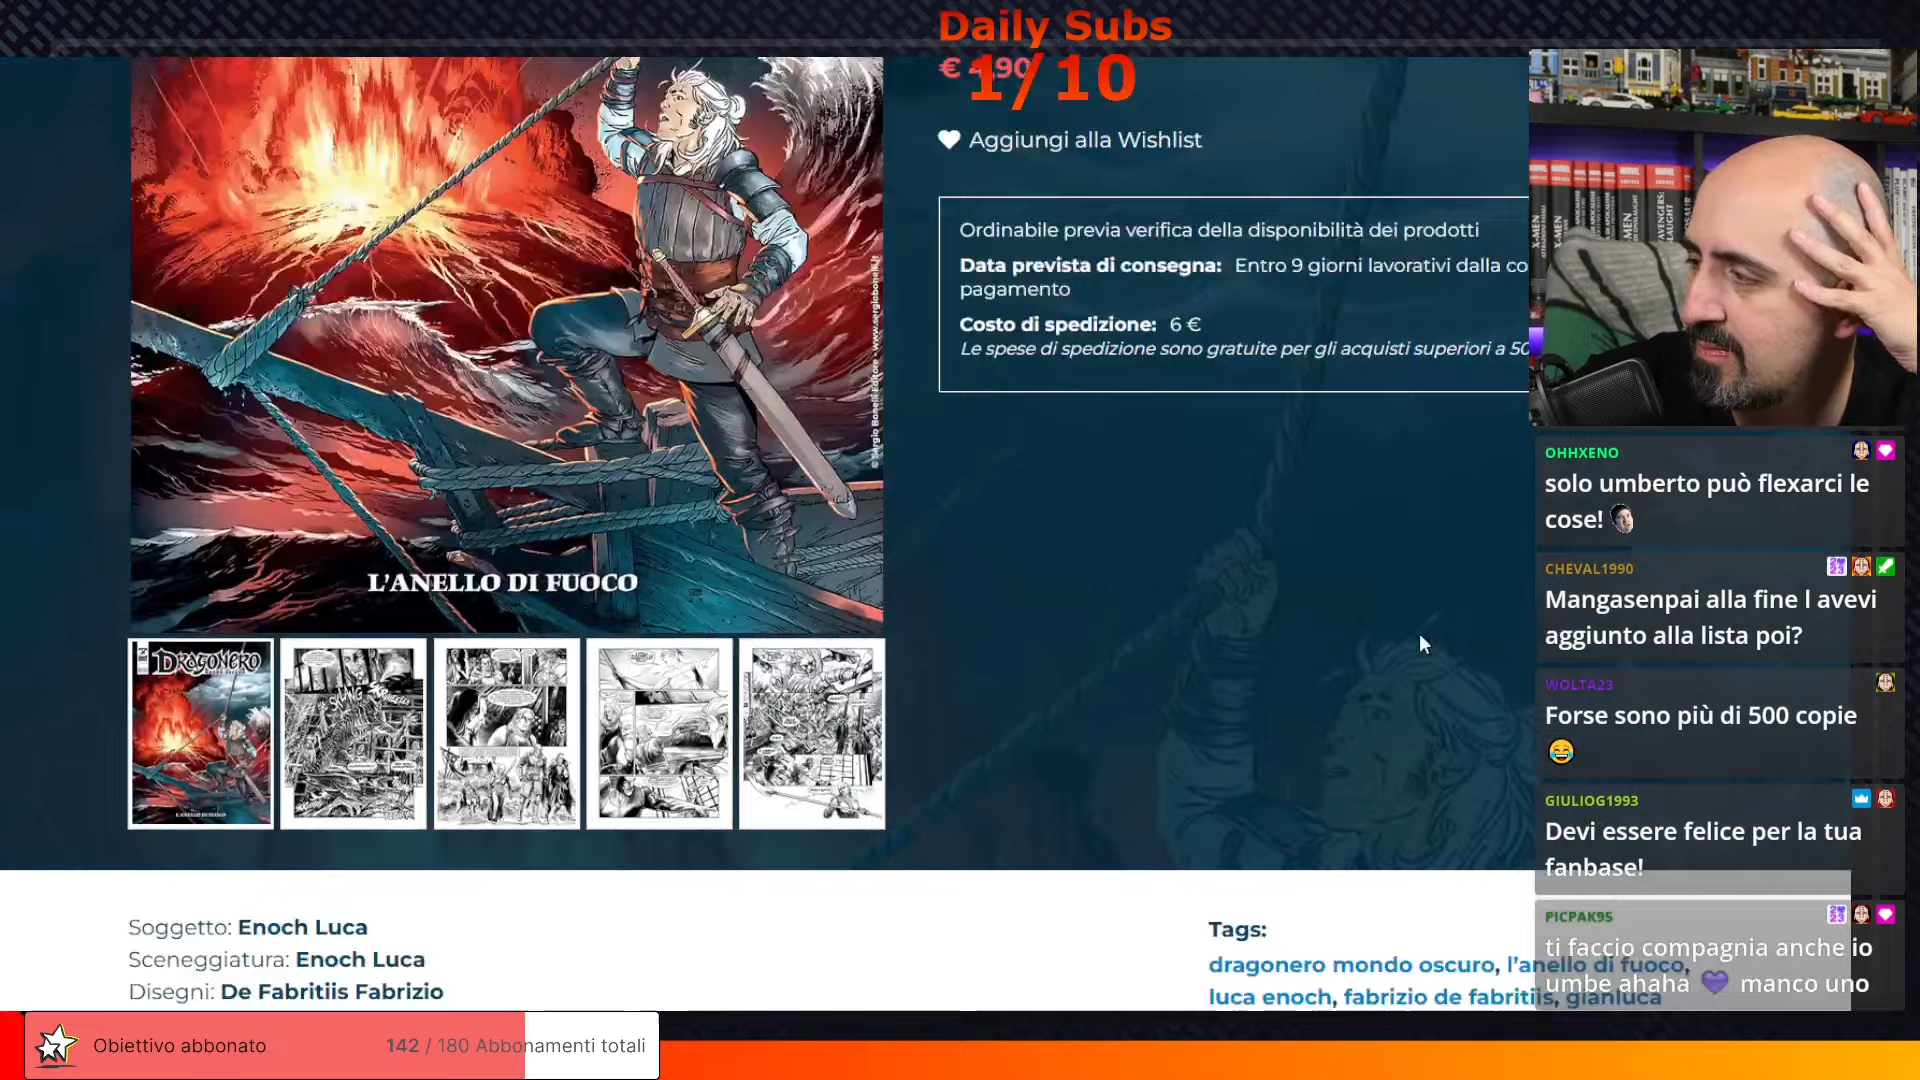 Daily Subs
1/10
€ 4,90
Aggiungi alla Wishlist
Ordinabile previa verifica della disponibilità dei prodotti
Data prevista di consegna: Entro 9 giorni lavorativi dalla co
pagamento
Costo di spedizione: 6 €
Le spese di spedizione sono gratuite per gli acquisti superiori a 50
L'ANELLO DI FUOCO
DRAGONERO
L'ANELLO DI FUOCO
Soggetto: Enoch Luca
Sceneggiatura: Enoch Luca
Disegni: De Fabritiis Fabrizio
Tags:
dragonero mondo oscuro, l'anello di fuoco,
luca enoch, fabrizio de fabritiis, gianluca
OHHXENO
solo umberto può flexarci le
cose!
CHEVAL1990
Mangasenpai alla fine l avevi
aggiunto alla lista poi?
WOLTA23
Forse sono più di 500 copie
😂
GIULIOG1993
Devi essere felice per la tua
fanbase!
PICPAK95
ti faccio compagnia anche io
umbe ahaha 💜 manco uno
Obiettivo abbonato
142 / 180 Abbonamenti totali